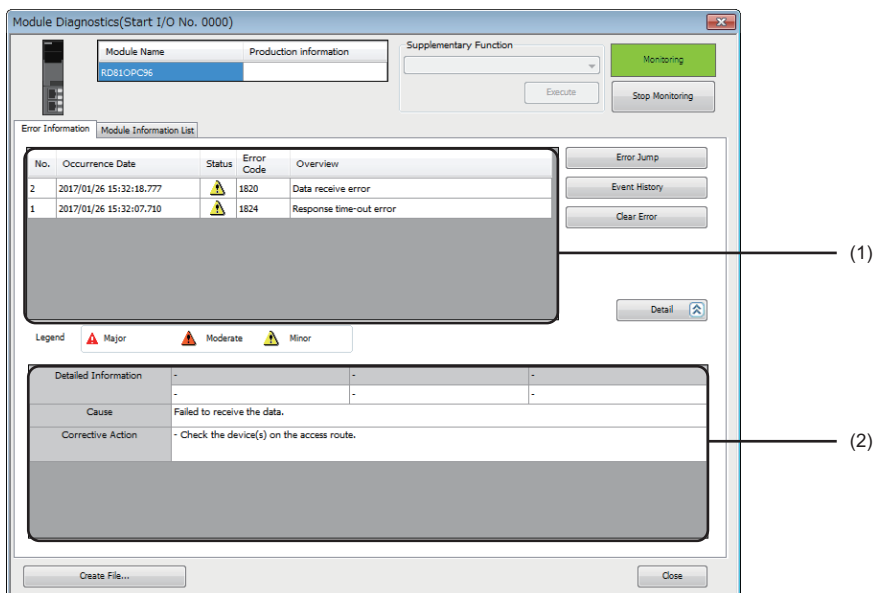 Module Diagnostics(Start I/O No. 0000)
Module Name Production information
RD81OPC96
Supplementary Function
Execute
Monitoring
Stop Monitoring
Error Information Module Information List
No. Occurrence Date Status Error Code Overview
2 2017/01/26 15:32:18.777 1820 Data receive error
1 2017/01/26 15:32:07.710 1824 Response time-out error
Error Jump
Event History
Clear Error
(1)
Detail
Legend Major Moderate Minor
Detailed Information - - -
- - -
Cause Failed to receive the data.
Corrective Action - Check the device(s) on the access route.
(2)
Create File... Close